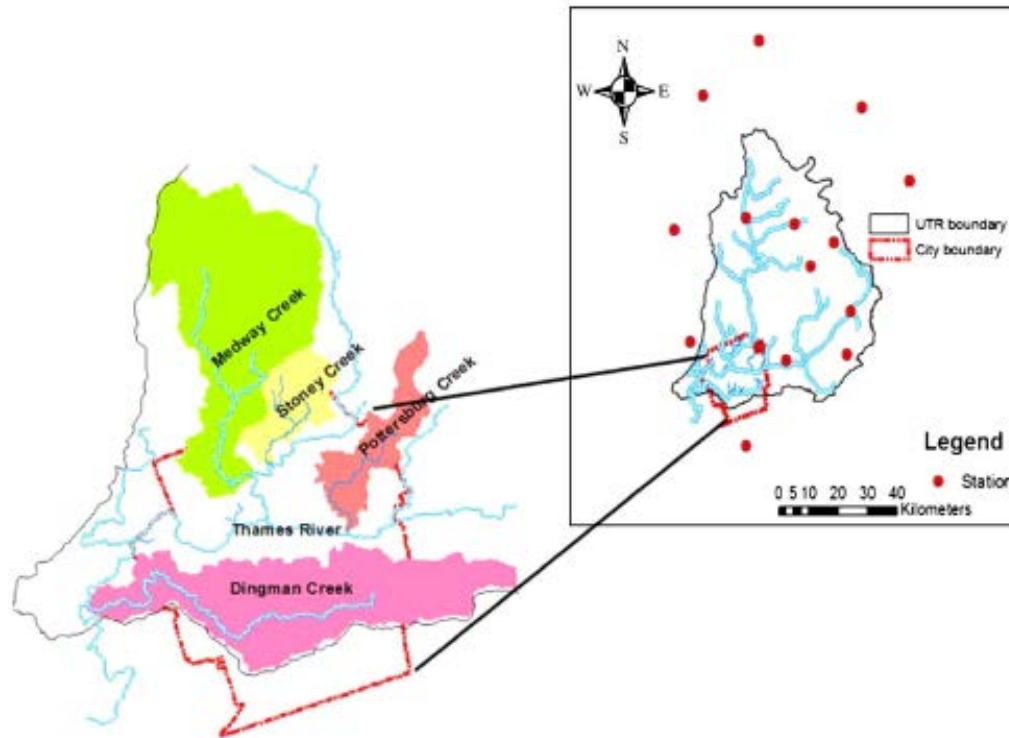 N
W E
S
UTR boundary
City boundary
Legend
Station
0 5 10 20 30 40
Kilometers
Medway Creek
Stoney Creek
Pottersburg Creek
Thames River
Dingman Creek